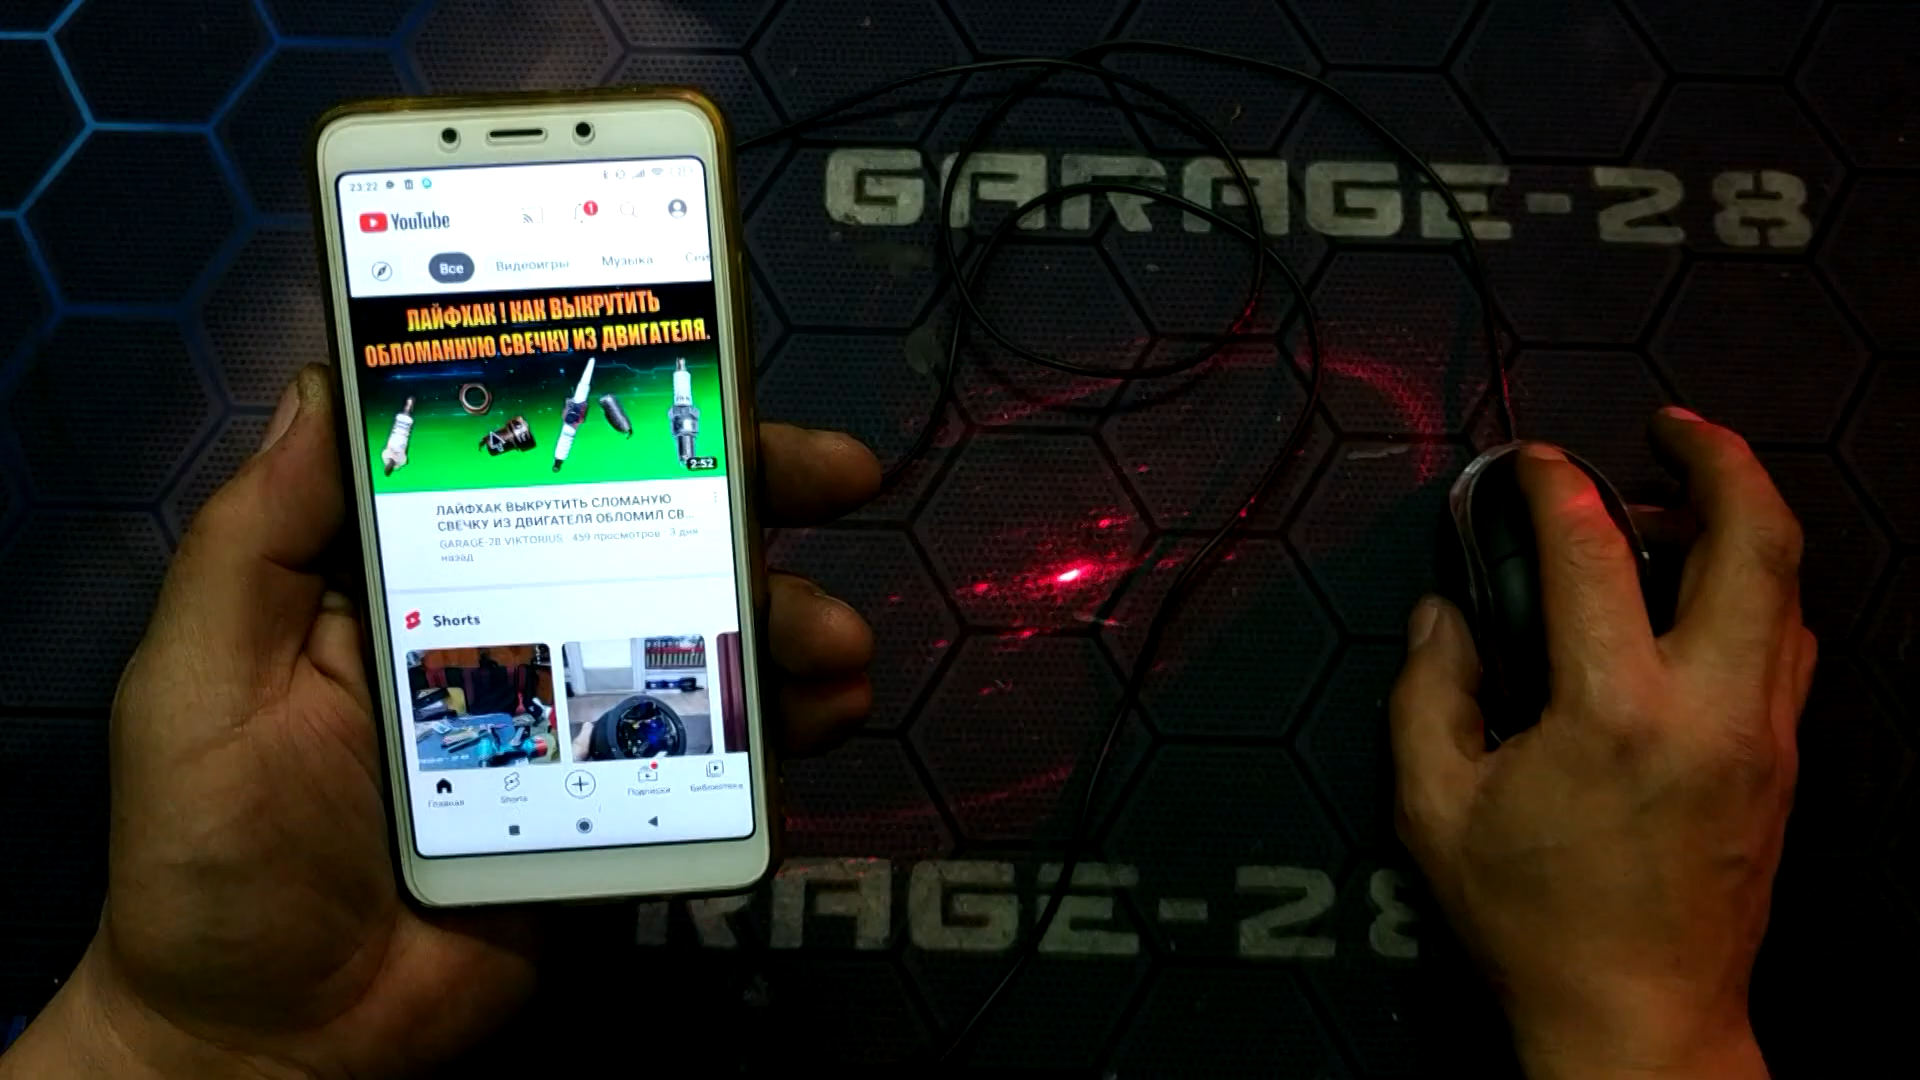 23:22
YouTube
1
Все
Видеоигры
Музыка
ЛАЙФХАК ! КАК ВЫКРУТИТЬ
ОБЛОМАННУЮ СВЕЧКУ ИЗ ДВИГАТЕЛЯ.
2:52
ЛАЙФХАК ВЫКРУТИТЬ СЛОМАНУЮ
СВЕЧКУ ИЗ ДВИГАТЕЛЯ ОБЛОМИЛ СВ...
GARAGE-28 VIKTORIUS · 459 просмотров · 3 дня
назад
Shorts
Главная
Shorts
Подписки
Библиотека
GARAGE-28
RAGE-28